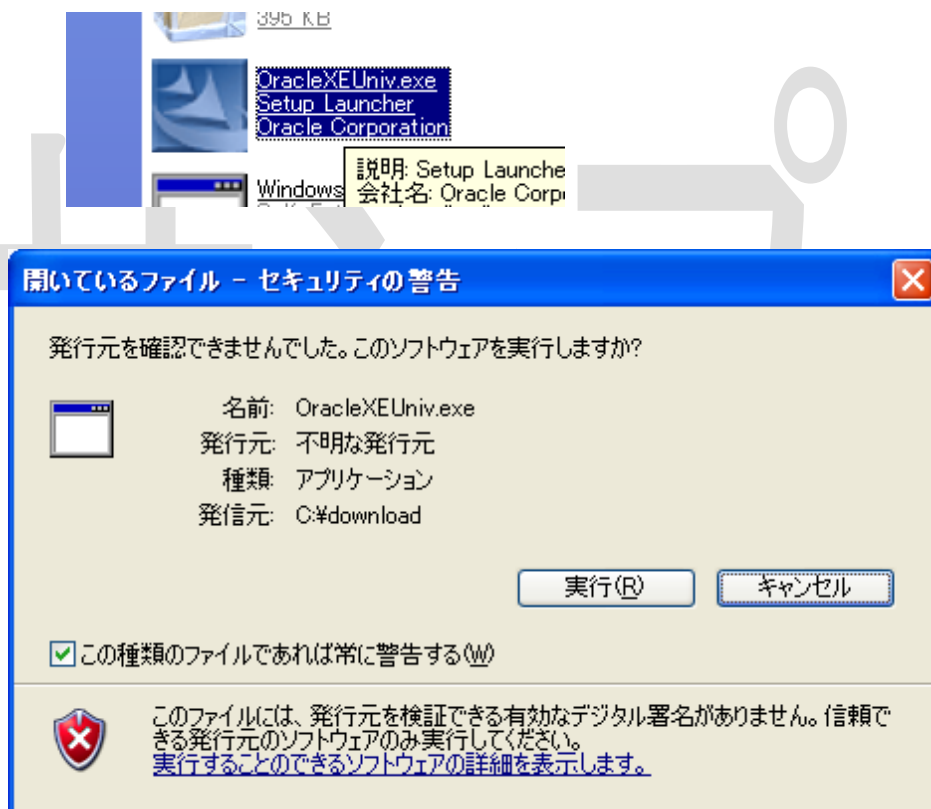 395 KB
OracleXEUniv.exe
Setup Launcher
Oracle Corporation
説明: Setup Launche
Windows
会社名: Oracle Corp
開いているファイル - セキュリティの警告
発行元を確認できませんでした。このソフトウェアを実行しますか?
名前: OracleXEUniv.exe
発行元: 不明な発行元
種類: アプリケーション
発信元: C:¥download
実行(R)
キャンセル
この種類のファイルであれば常に警告する(W)
このファイルには、発行元を検証できる有効なデジタル署名がありません。信頼で
きる発行元のソフトウェアのみ実行してください。
実行することのできるソフトウェアの詳細を表示します。